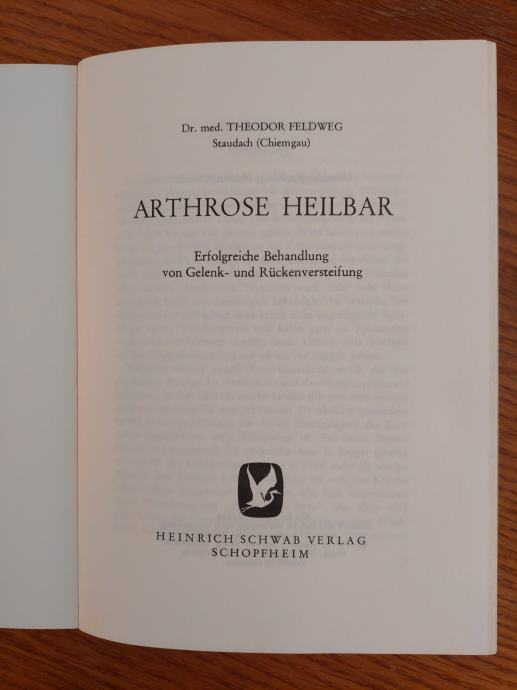 Dr. med. THEODOR FELDWEG
Staudach (Chiemgau)
ARTHROSE HEILBAR
Erfolgreiche Behandlung
von Gelenk- und Rückenversteifung
HEINRICH SCHWAB VERLAG
SCHOPFHEIM